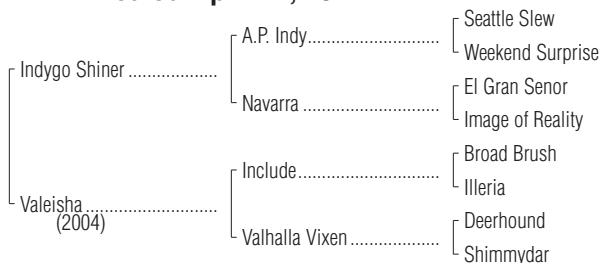 Seattle Slew
A.P. Indy
Weekend Surprise
Indygo Shiner
El Gran Senor
Navarra
Image of Reality
Broad Brush
Include
Illeria
Valeisha
(2004)
Deerhound
Valhalla Vixen
Shimmydar